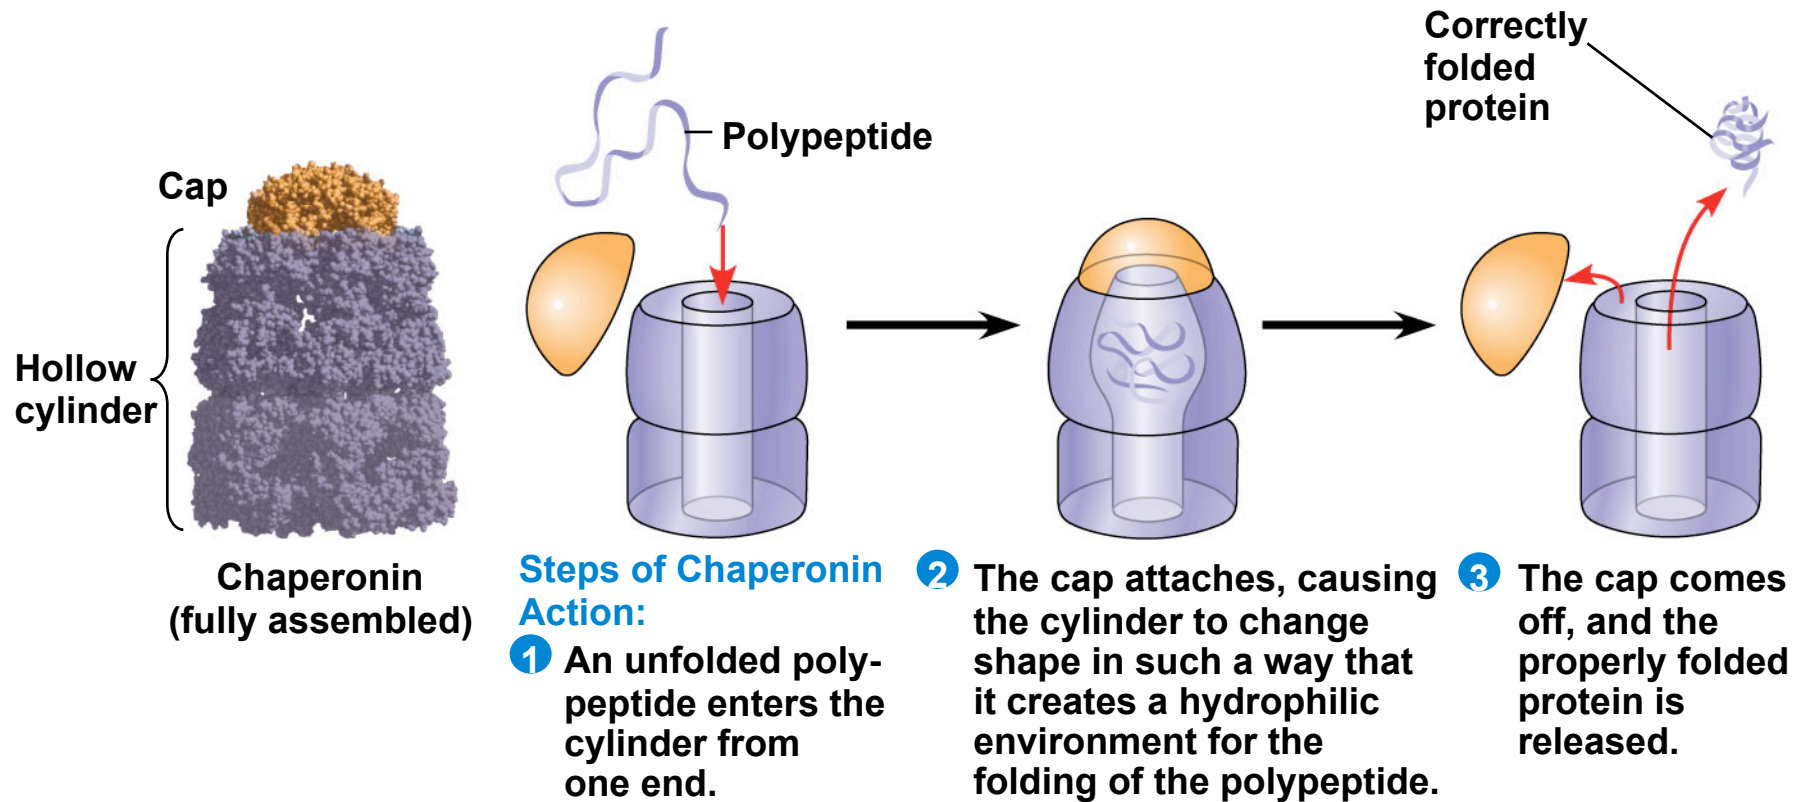 Correctly
folded
protein
Polypeptide
Cap
Hollow
cylinder
Chaperonin
(fully assembled)
Steps of Chaperonin
Action:
1 An unfolded poly-
peptide enters the
cylinder from
one end.
2 The cap attaches, causing
the cylinder to change
shape in such a way that
it creates a hydrophilic
environment for the
folding of the polypeptide.
3 The cap comes
off, and the
properly folded
protein is
released.